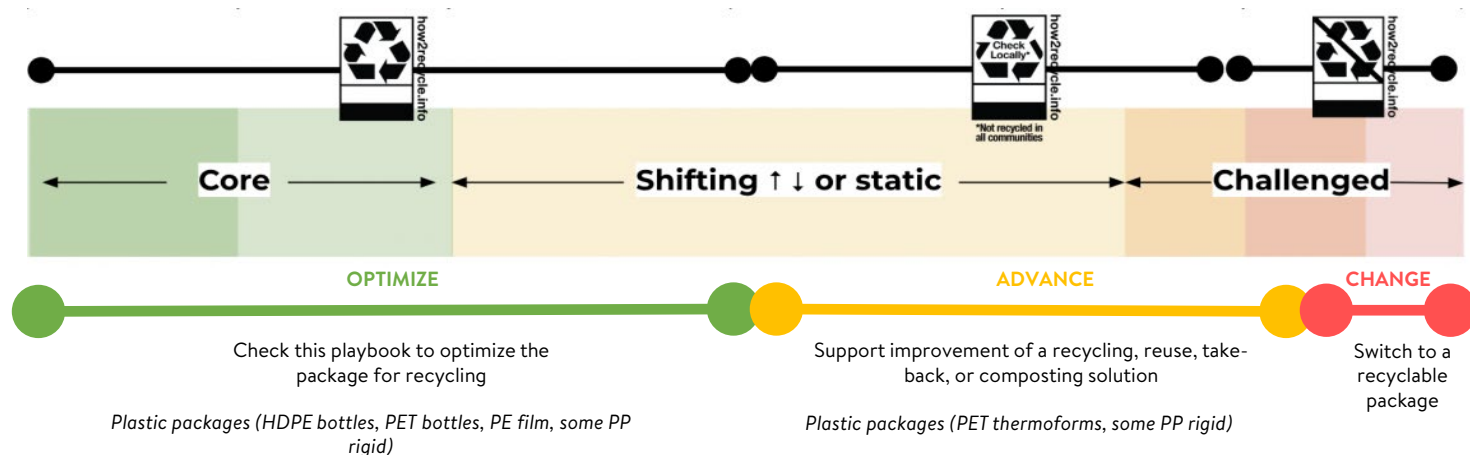 how2recycle.info
Check
Locally*
how2recycle.info
*Not recycled in
all communities
how2recycle.info
Core
Shifting ↑ ↓ or static
Challenged
OPTIMIZE
ADVANCE
CHANGE
Check this playbook to optimize the
package for recycling
Plastic packages (HDPE bottles, PET bottles, PE film, some PP
rigid)
Support improvement of a recycling, reuse, take-
back, or composting solution
Plastic packages (PET thermoforms, some PP rigid)
Switch to a
recyclable
package